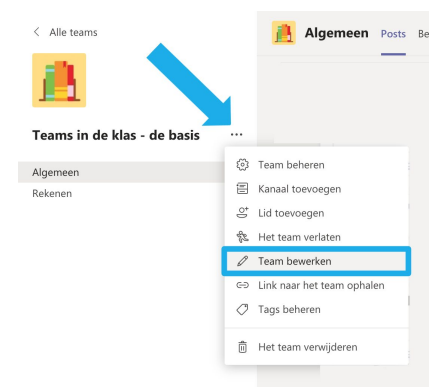 Alle teams
Algemeen Posts Be
Teams in de klas - de basis ...
Algemeen
Rekenen
Team beheren
Kanaal toevoegen
Lid toevoegen
Het team verlaten
Team bewerken
Link naar het team ophalen
Tags beheren
Het team verwijderen